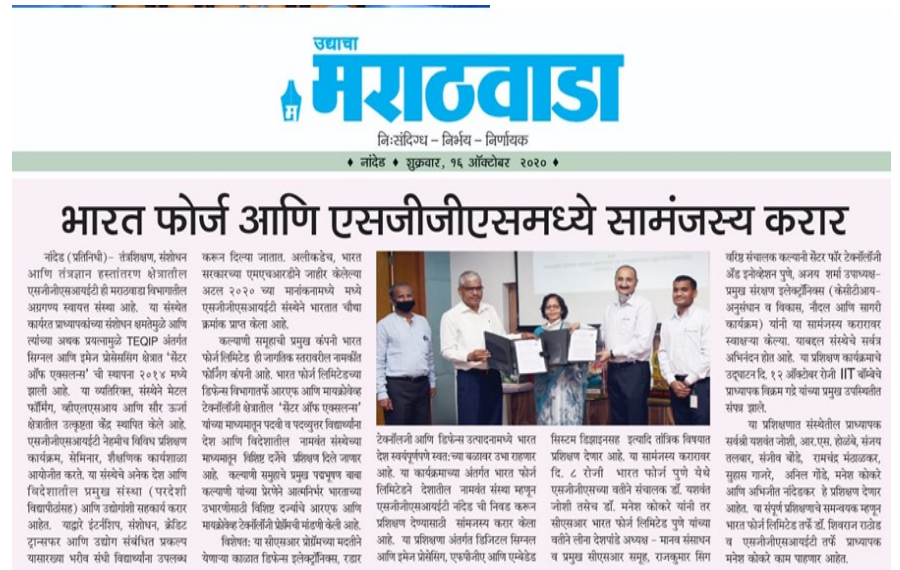 उद्याचा
मराठवाडा
म
निःसंदिग्ध – निर्भय – निर्णायक
♦ नांदेड ♦ शुक्रवार, १६ ऑक्टोबर २०२० ♦
भारत फोर्ज आणि एसजीजीएसमध्ये सामंजस्य करार
नांदेड (प्रतिनिधी)- तंत्रशिक्षण, संशोधन
आणि तंत्रज्ञान हस्तांतरण क्षेत्रातील
एसजीजीएसआयईटी ही मराठवाडा विभागातील
अग्रगण्य स्वायत्त संस्था आहे. या संस्थेत
कार्यरत प्राध्यापकांच्या संशोधन क्षमतेमुळे आणि
त्यांच्या अथक प्रयत्नामुळे TEQIP अंतर्गत
सिग्नल आणि इमेज प्रोसेससिंग क्षेत्रात 'सेंटर
ऑफ एक्सलन्स' ची स्थापना २०१४ मध्ये
झाली आहे. या व्यतिरिक्त, संस्थेने मेटल
फॉर्मिंग, व्हीएलएसआय आणि सौर ऊर्जा
क्षेत्रातील उत्कृष्टता केंद्र स्थापित केले आहे.
एसजीजीएसआयईटी नेहमीच विविध प्रशिक्षण
कार्यक्रम, सेमिनार, शैक्षणिक कार्यशाळा
आयोजीत करते. या संस्थेचे अनेक देश आणि
विदेशातील प्रमुख संस्था (परदेशी
विद्यापीठांसह) आणि उद्योगांशी सहकार्य करार
आहेत. याद्वारे इंटर्नशिप, संशोधन, क्रेडिट
ट्रान्सफर आणि उद्योग संबंधित प्रकल्प
यासारख्या भरीव संधी विद्यार्थ्यांना उपलब्ध
करून दिल्या जातात. अलीकडेच, भारत
सरकारच्या एमएचआरडीने जाहीर केलेल्या
अटल २०२० च्या मानांकनामध्ये मध्ये
एसजीजीएसआयईटी संस्थेने भारतात चौथा
क्रमांक प्राप्त केला आहे.
कल्याणी समूहाची प्रमुख कंपनी भारत
फोर्ज लिमिटेड ही जागतिक स्तरावरील नामकींत
फोर्जिंग कंपनी आहे. भारत फोर्ज लिमिटेडच्या
डिफेन्स विभागातर्फे आरएफ आणि मायक्रोवेव्ह
टेक्नॉलॉजी क्षेत्रातील 'सेंटर ऑफ एक्सलन्स'
यांच्या माध्यमातून पदवी व पदव्युत्तर विद्यार्थ्यांना
देश आणि विदेशातील नामवंत संस्थेच्या
माध्यमातून विशिष्ट दर्जेचे प्रशिक्षण दिले जाणार
आहे. कल्याणी समुहाचे प्रमुख पद्मभूषण बाबा
कल्याणी यांच्या प्रेरणेने आत्मनिर्भर भारताच्या
उभारणीसाठी विशिष्ट दर्ज्याचे आरएफ आणि
मायक्रोवेव्ह टेक्नॉलॉजी प्रोग्रॅमची मांडणी केली आहे.
विशेषत: या सीएसआर प्रोग्रॅमच्या मदतीने
येणाऱ्या काळात डिफेन्स इलेक्ट्रॉनिक्स, रडार
टेक्नॉलजी आणि डिफेन्स उत्पादनामध्ये भारत
देश स्वयंपूर्णपणे स्वत:च्या बळावर उभा राहणार
आहे. या कार्यक्रमाच्या अंतर्गत भारत फोर्ज
लिमिटेडने देशातील नामवंत संस्था म्हणून
एसजीजीएसआयईटी नांदेड ची निवड करून
प्रशिक्षण देण्यासाठी सांमजस्य करार केला
आहे. या प्रशिक्षणा अंतर्गत डिजिटल सिग्नल
आणि इमेज प्रोसेसिंग, एफपीजीए आणि एम्बेडेड
सिस्टम डिझाइनसह इत्यादि तांत्रिक विषयात
प्रशिक्षण देणार आहे. या सामंजस्य करारावर
दि. ८ रोजी भारत फोर्ज पुणे येथे
एसजीजीएसच्या वतीने संचालक डॉ. यशवंत
जोशी तसेच डॉ. मनेश कोकरे यांनी तर
सीएसआर भारत फोर्ज लिमिटेड पुणे यांच्या
वतीने लीना देशपांडे अध्यक्ष - मानव संसाधन
व प्रमुख सीएसआर समूह, राजकुमार सिंग
वरिष्ठ संचालक कल्यानी सेंटर फॉर टेक्नॉलॉजी
अँड इनोव्हेशन पुणे, अजय शर्मा उपाध्यक्ष-
प्रमुख संरक्षण इलेक्ट्रॉनिक्स (केसीटीआय-
अनुसंधान व विकास, नौदल आणि सागरी
कार्यक्रम) यांनी या सामंजस्य करारावर
स्वाक्षऱ्या केल्या. याबद्दल संस्थेचे सर्वत्र
अभिनंदन होत आहे. या प्रशिक्षण कार्यक्रमाचे
उद्घाटन दि. १२ ऑक्टोबर रोजी IIT बॉम्बेचे
प्राध्यापक विक्रम गद्रे यांच्या प्रमुख उपस्थितीत
संपन्न झाले.
या प्रशिक्षणात संस्थेतील प्राध्यापक
सर्वश्री यशवंत जोशी, आर.एस. होळंबे, संजय
तलबार, संजीव बोंडे, रामचंद्र मंठाळकर,
सुहास गाजरे, अनिल गोंडे, मनेश कोकरे
आणि अभीजीत नांदेडकर हे प्रशिक्षण देणार
आहेत. या संपूर्ण प्रशिक्षणाचे समन्वयक म्हणून
भारत फोर्ज लिमिटेड तर्फे डॉ. शिवराज राठोड
व एसजीजीएसआयईटी तर्फे प्राध्यापक
मनेश कोकरे काम पाहणार आहेत.